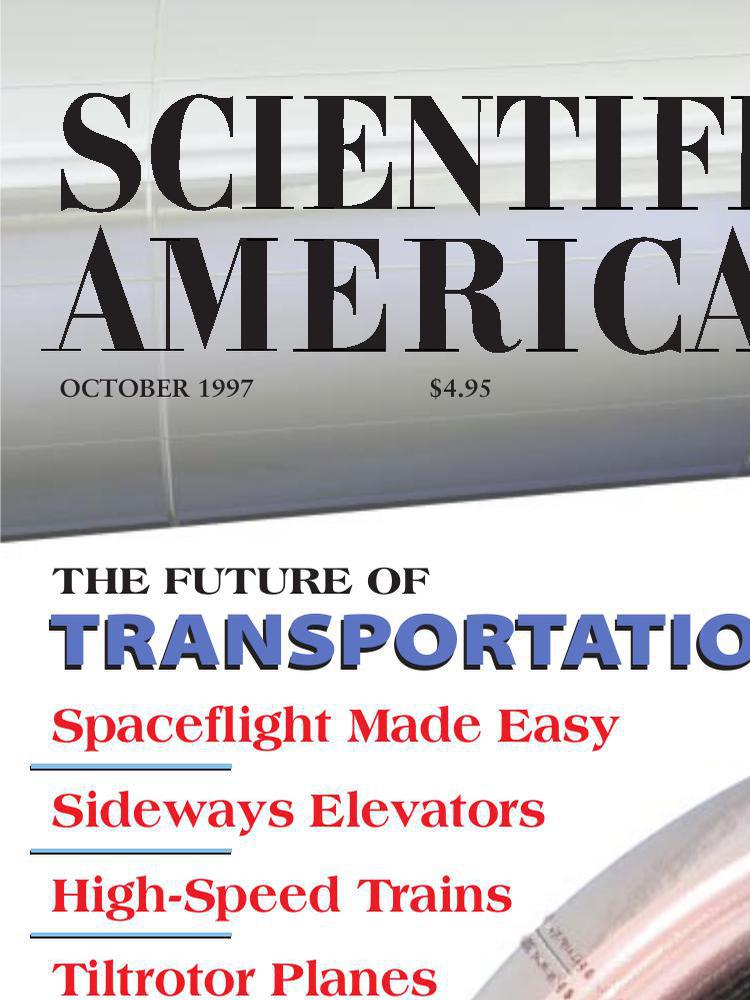 SCIENTIF
AMERICA
OCTOBER 1997 $4.95
THE FUTURE OF
TRANSPORTATIO
Spaceflight Made Easy
Sideways Elevators
High-Speed Trains
Tiltrotor Planes